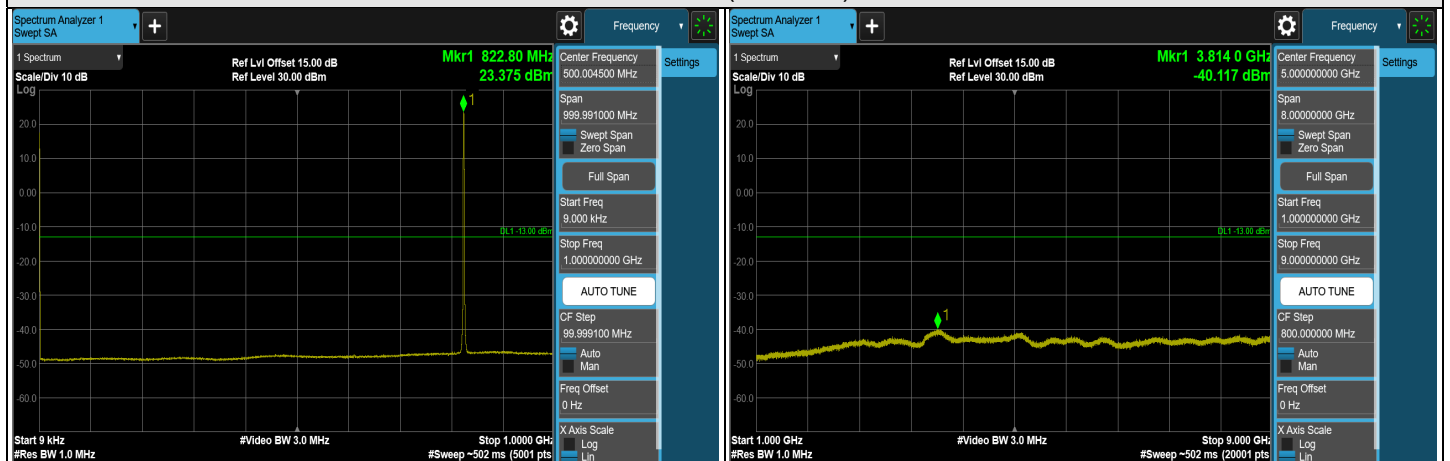 Spectrum Analyzer 1
Swept SA
+
Frequency
1 Spectrum
Scale/Div 10 dB
Log
Ref Lvl Offset 15.00 dB
Ref Level 30.00 dBm
Mkr1 822.80 MHz
23.375 dBm
1
20.0
10.0
0.00
-10.0
-20.0
-30.0
-40.0
-50.0
-60.0
DL1 -13.00 dBm
Start 9 kHz
#Res BW 1.0 MHz
#Video BW 3.0 MHz
Stop 1.0000 GHz
#Sweep ~502 ms (5001 pts
Center Frequency
500.004500 MHz
Span
999.991000 MHz
Swept Span
Zero Span
Full Span
Start Freq
9.000 kHz
Stop Freq
1.000000000 GHz
AUTO TUNE
CF Step
99.999100 MHz
Auto
Man
Freq Offset
0 Hz
X Axis Scale
Log
Lin
Settings
Spectrum Analyzer 1
Swept SA
+
Frequency
1 Spectrum
Scale/Div 10 dB
Log
Ref Lvl Offset 15.00 dB
Ref Level 30.00 dBm
Mkr1 3.814 0 GHz
-40.117 dBm
20.0
10.0
0.00
-10.0
-20.0
-30.0
-40.0
-50.0
-60.0
DL1 -13.00 dBm
1
Start 1.000 GHz
#Res BW 1.0 MHz
#Video BW 3.0 MHz
Stop 9.000 GHz
#Sweep ~502 ms (20001 pts
Center Frequency
5.000000000 GHz
Span
8.00000000 GHz
Swept Span
Zero Span
Full Span
Start Freq
1.000000000 GHz
Stop Freq
9.000000000 GHz
AUTO TUNE
CF Step
800.000000 MHz
Auto
Man
Freq Offset
0 Hz
X Axis Scale
Log
Lin
Settings